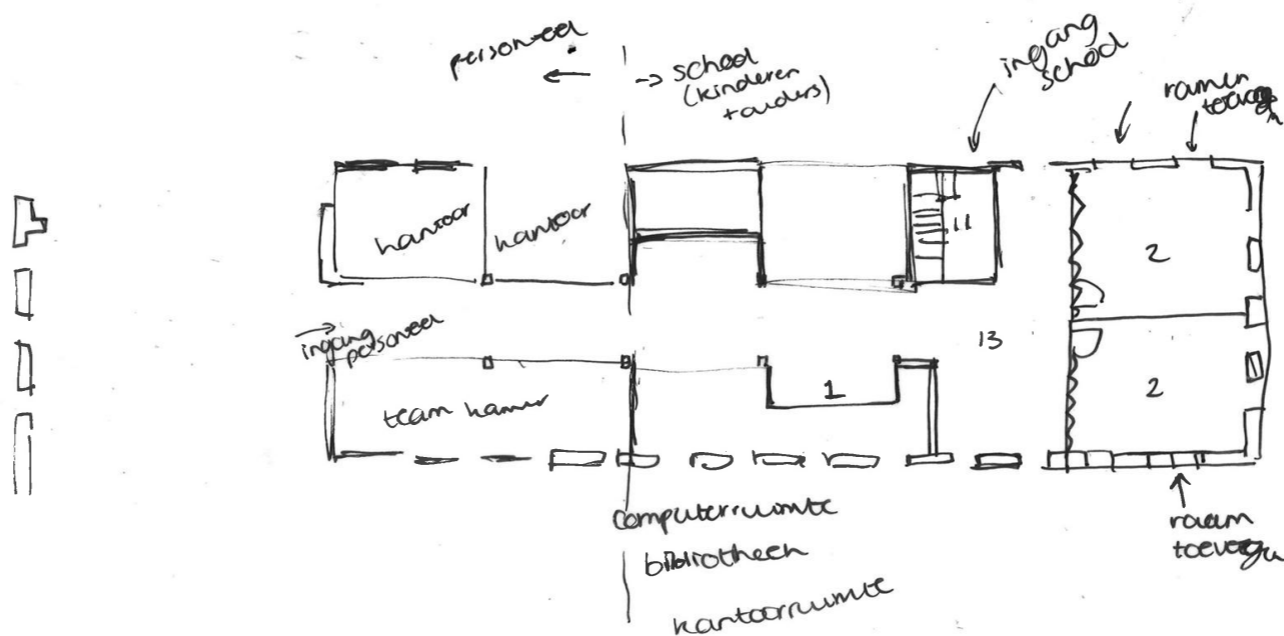 personeel
← → school
(kinderen
+ ouders)
ingang
school
ramen
kantoor
kantoor
11
2
ingang
personeel
13
team kamer
1
2
computerruimte
bibliotheek
kantoorruimte
raam
toevoegen